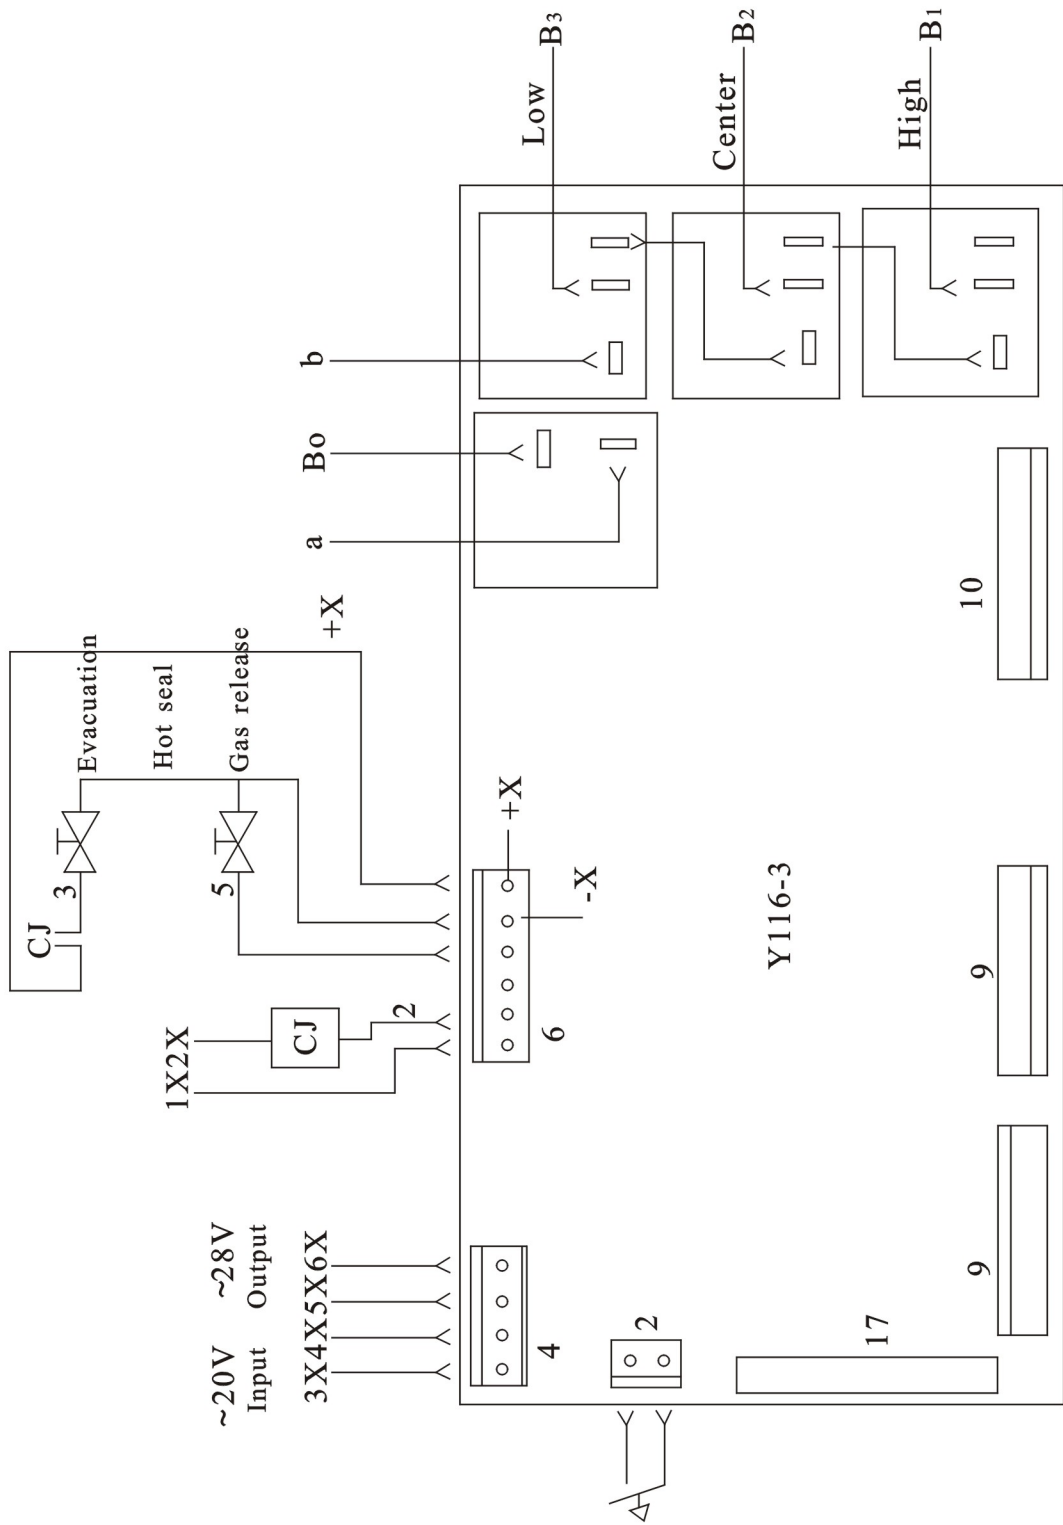 ~20V
Input
~28V
Output
3X4X5X6X
1X2X
CJ
2
CJ
3
Evacuation
Hot seal
5
Gas release
+X
a
Bo
b
Low
B3
Center
B2
High
B1
+X
-X
6
4
2
17
9
9
10
Y116-3